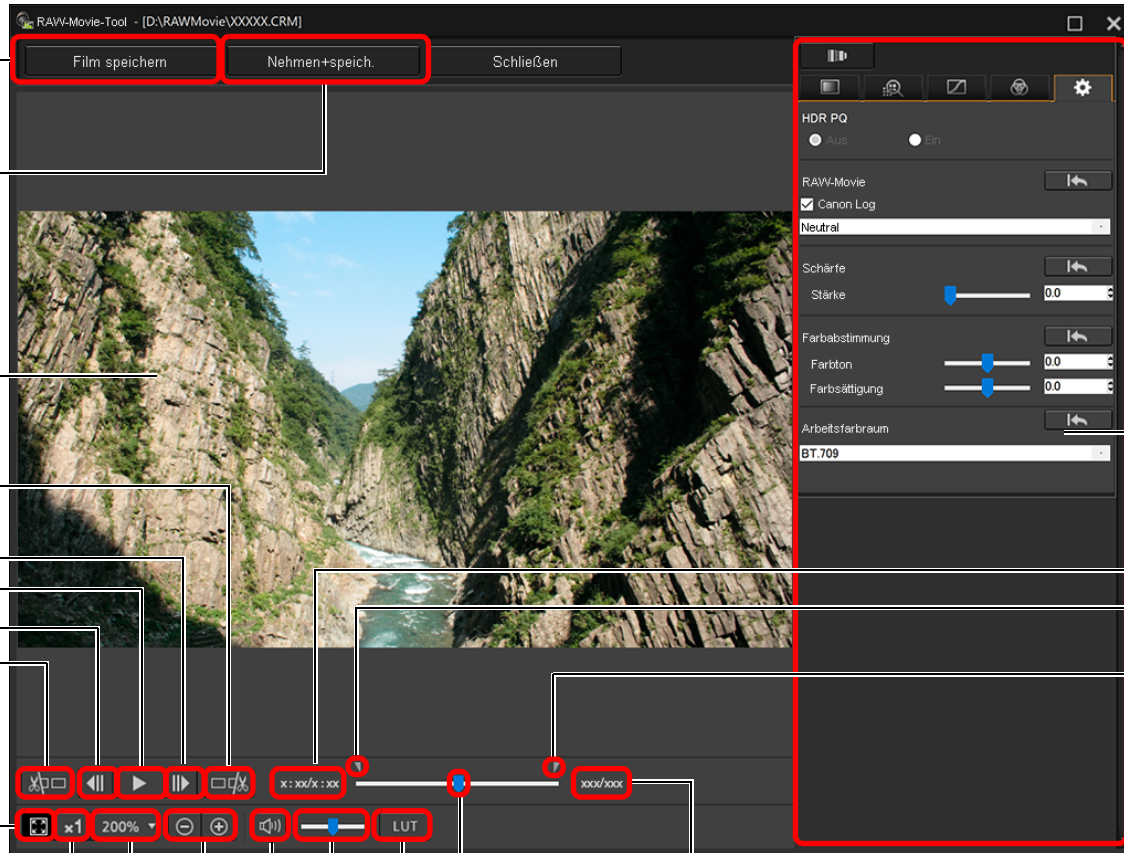 RAW-Movie-Tool - [D:\RAWMovie\XXXXX.CRM]
Film speichern
Nehmen+speich.
Schließen
HDR PQ
Aus
Ein
RAW-Movie
Canon Log
Neutral
Schärfe
Stärke
0.0
Farbabstimmung
Farbton
0.0
Farbsättigung
0.0
Arbeitsfarbraum
BT.709
x:xx/x:xx
xxx/xxx
x1
200%
LUT